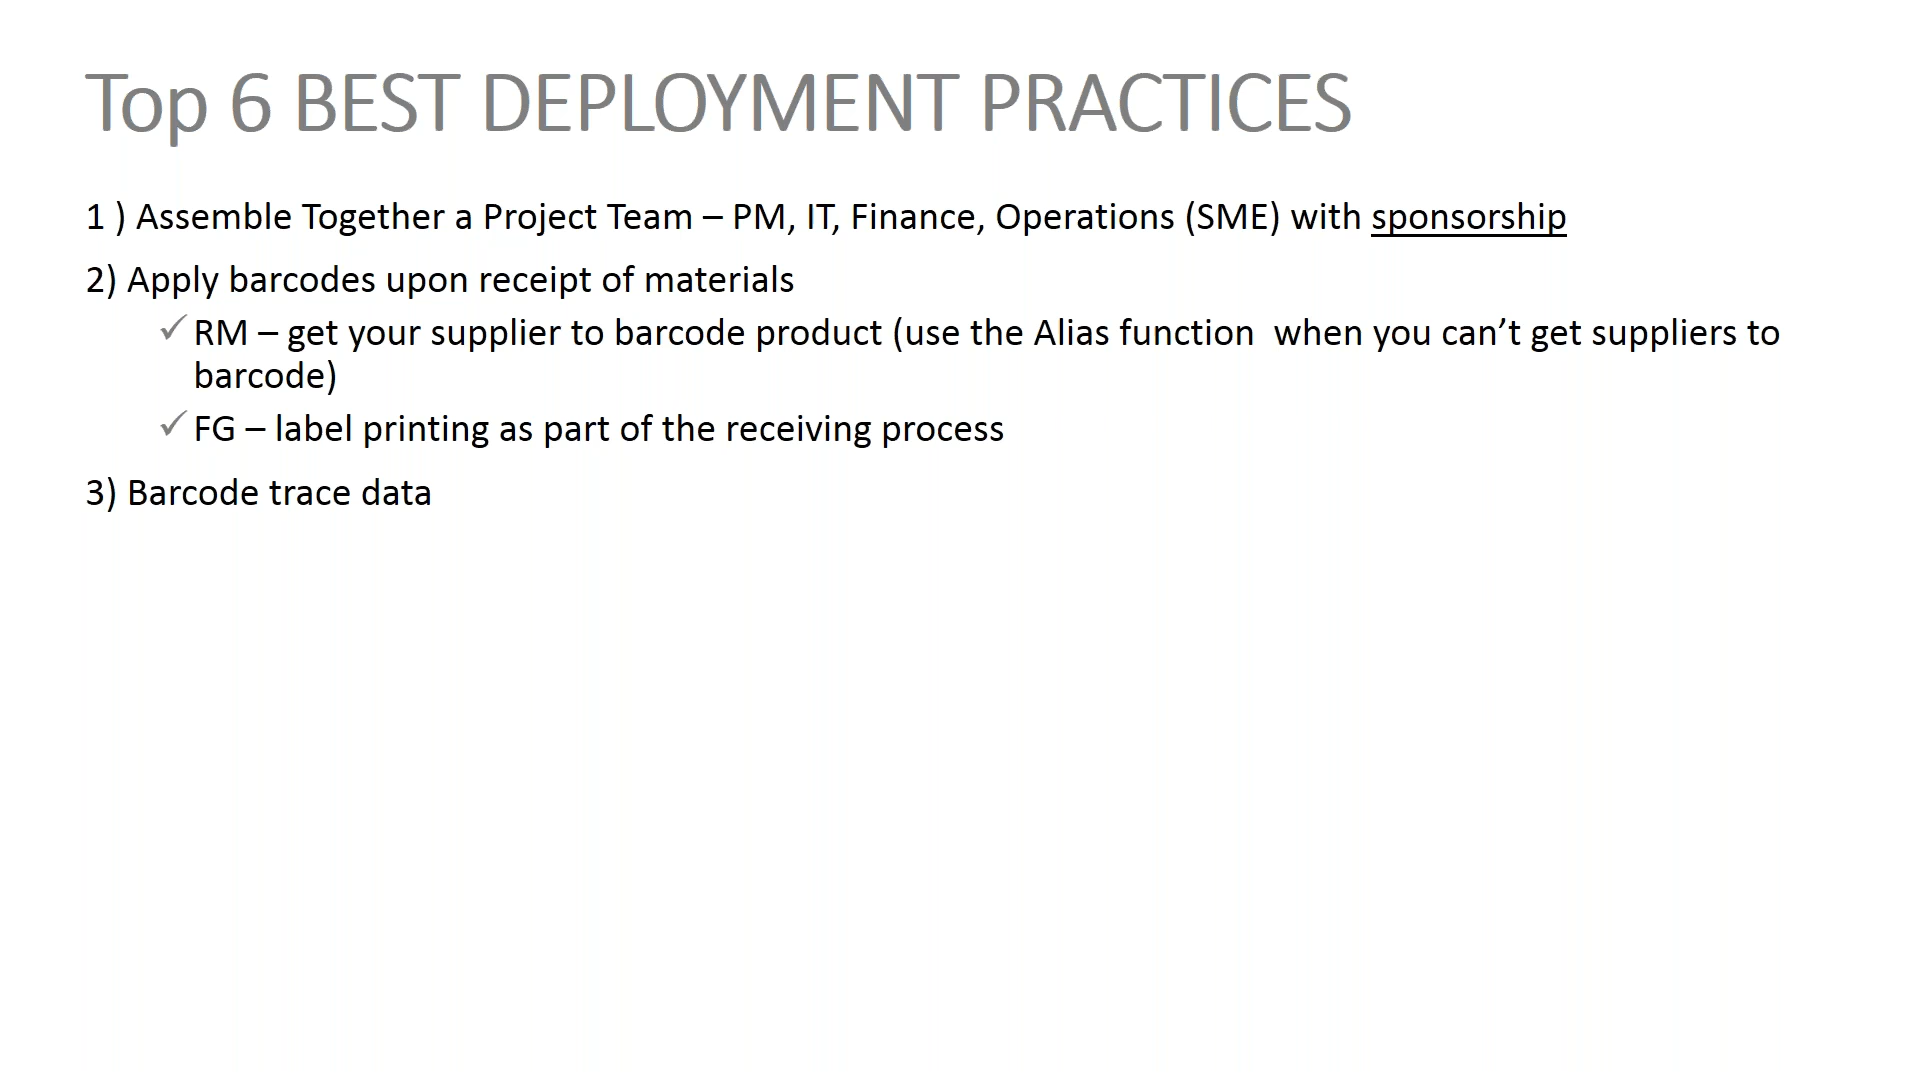 Top 6 BEST DEPLOYMENT PRACTICES
1 ) Assemble Together a Project Team – PM, IT, Finance, Operations (SME) with sponsorship
2) Apply barcodes upon receipt of materials
✓ RM – get your supplier to barcode product (use the Alias function  when you can’t get suppliers to
barcode)
✓ FG – label printing as part of the receiving process
3) Barcode trace data